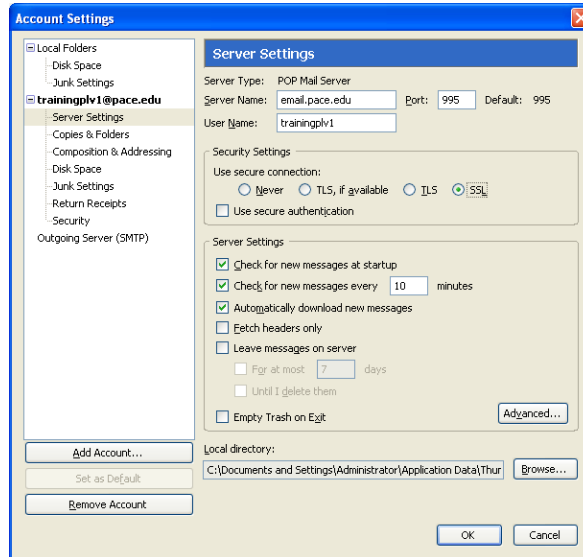 Account Settings
Local Folders
Disk Space
Junk Settings
trainingplv1@pace.edu
Server Settings
Copies & Folders
Composition & Addressing
Disk Space
Junk Settings
Return Receipts
Security
Outgoing Server (SMTP)
Add Account...
Set as Default
Remove Account
Server Settings
Server Type: POP Mail Server
Server Name: email.pace.edu Port: 995 Default: 995
User Name: trainingplv1
Security Settings
Use secure connection:
Never TLS, if available TLS SSL
Use secure authentication
Server Settings
Check for new messages at startup
Check for new messages every 10 minutes
Automatically download new messages
Fetch headers only
Leave messages on server
For at most 7 days
Until I delete them
Empty Trash on Exit Advanced...
Local directory:
C:\Documents and Settings\Administrator\Application Data\Thur Browse...
OK Cancel